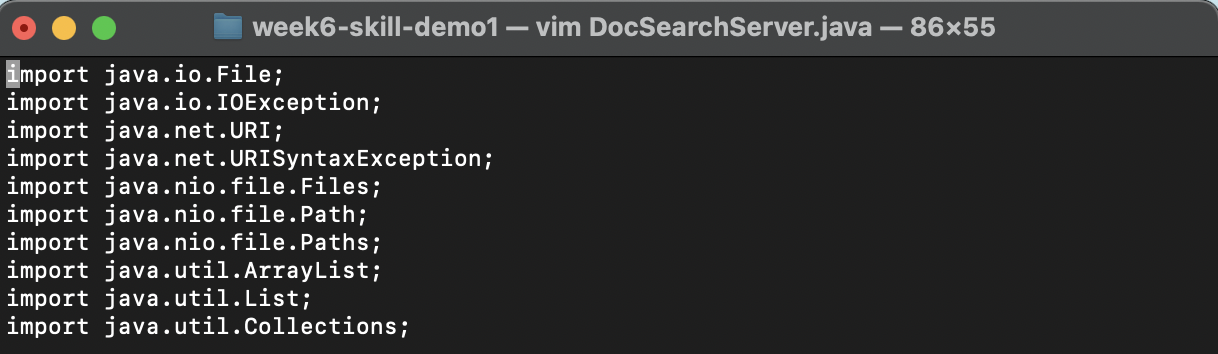 week6-skill-demo1 — vim DocSearchServer.java — 86×55
import java.io.File;
import java.io.IOException;
import java.net.URI;
import java.net.URISyntaxException;
import java.nio.file.Files;
import java.nio.file.Path;
import java.nio.file.Paths;
import java.util.ArrayList;
import java.util.List;
import java.util.Collections;